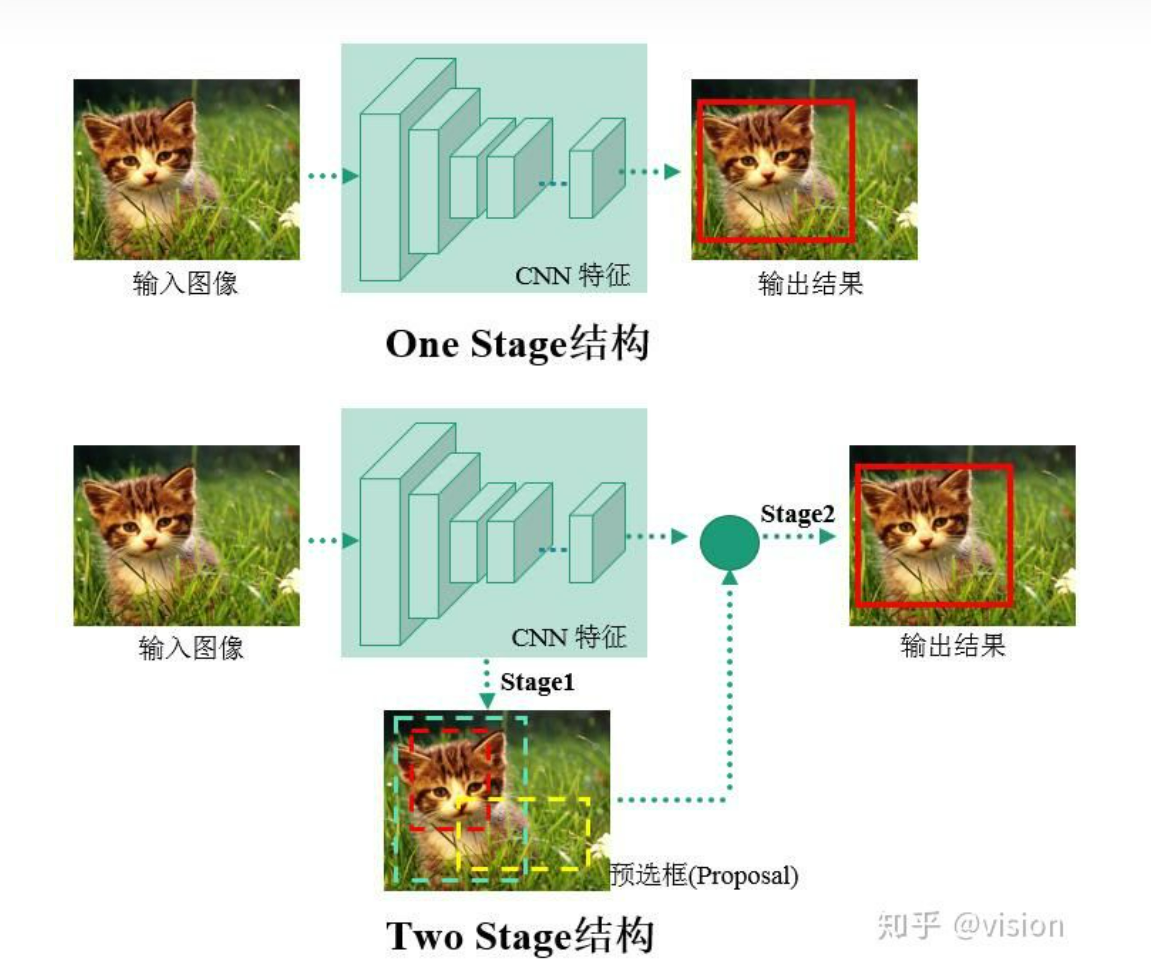 输入图像
CNN 特征
输出结果
One Stage结构
Stage2
输入图像
CNN 特征
输出结果
Stage1
预选框(Proposal)
Two Stage结构
知乎 @vision